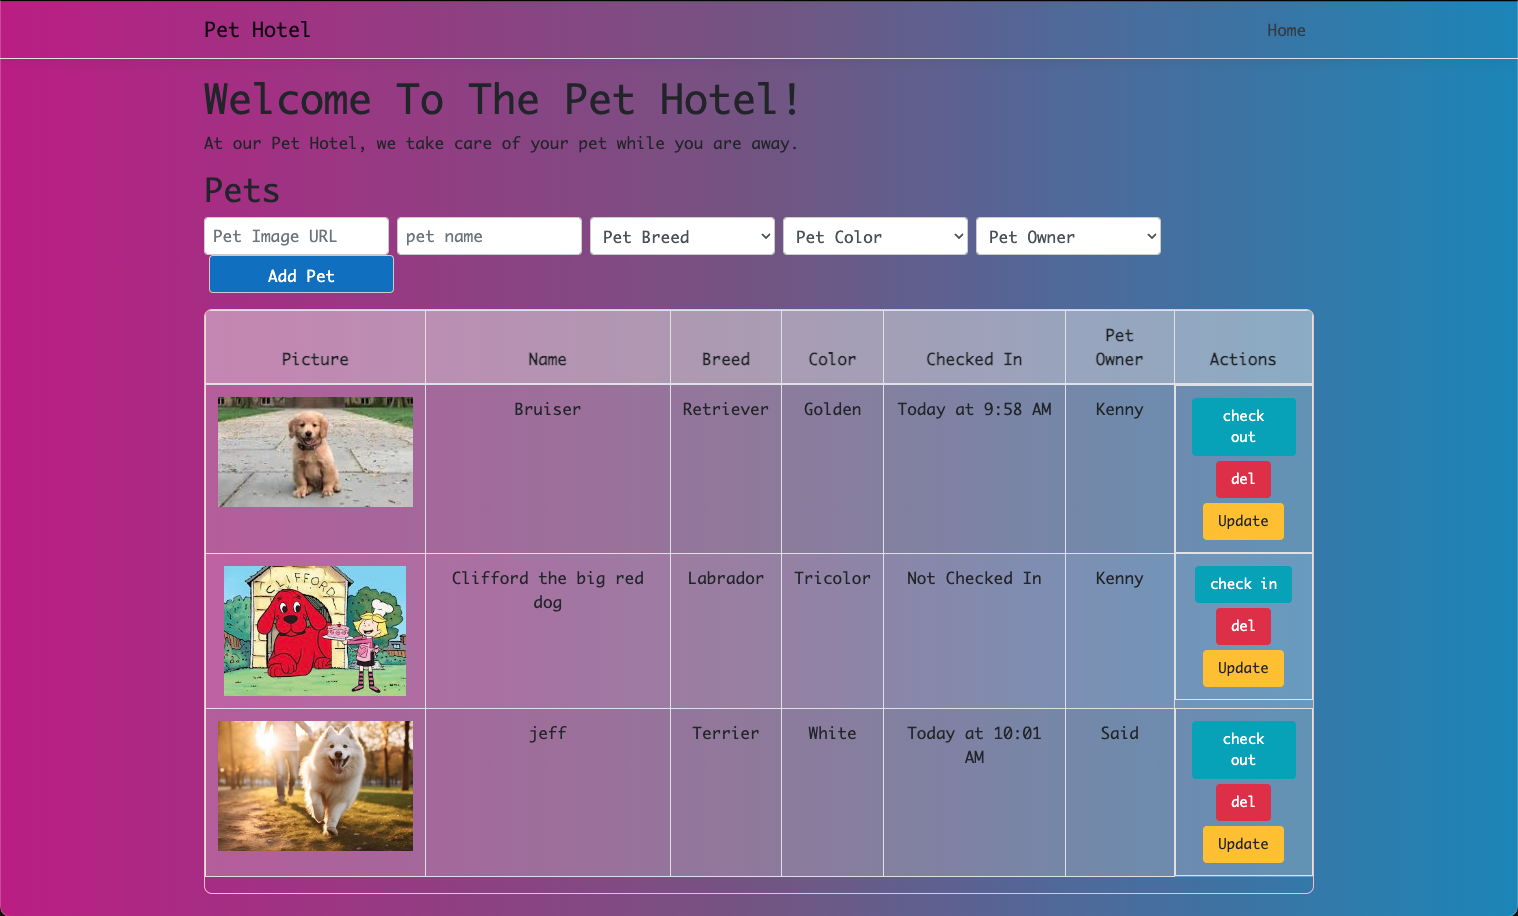 Pet Hotel
Home
Welcome To The Pet Hotel!
At our Pet Hotel, we take care of your pet while you are away.
Pets
Pet Image URL
pet name
Pet Breed
Pet Color
Pet Owner
Add Pet
Picture
Name
Breed
Color
Checked In
Pet
Owner
Actions
Bruiser
Retriever
Golden
Today at 9:58 AM
Kenny
check
out
del
Update
CLIFFORD
Clifford the big red
dog
Labrador
Tricolor
Not Checked In
Kenny
check in
del
Update
jeff
Terrier
White
Today at 10:01
AM
Said
check
out
del
Update